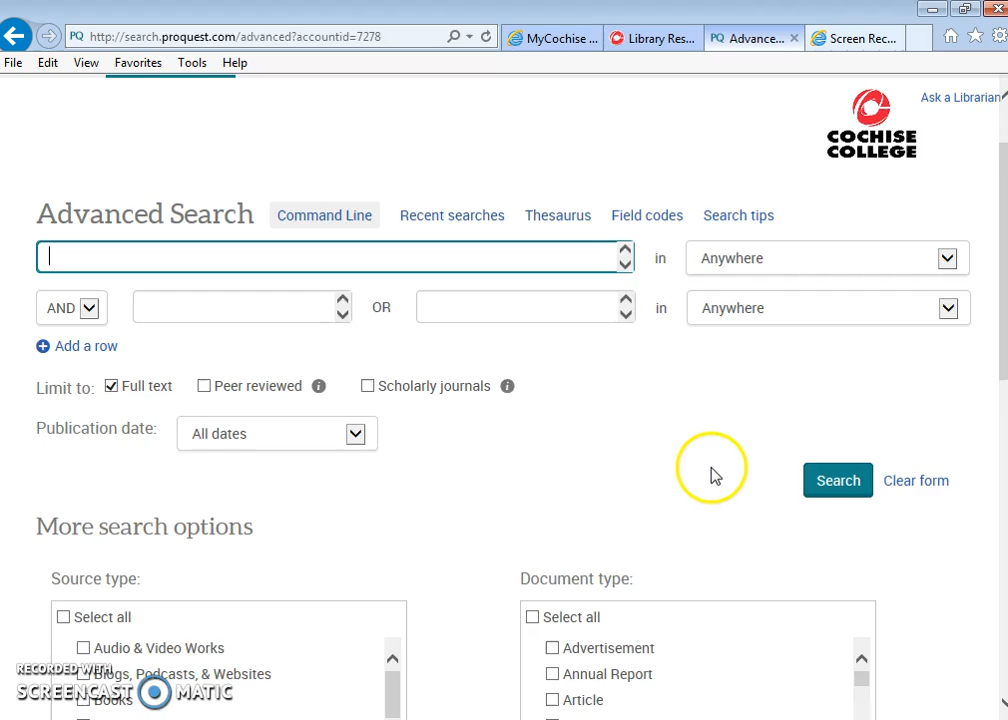 PQ http://search.proquest.com/advanced?accountid=7278
MyCochise ...
Library Res...
PQ Advance...
Screen Rec...
File Edit View Favorites Tools Help
Ask a Librarian
COCHISE
COLLEGE
Advanced Search Command Line Recent searches Thesaurus Field codes Search tips
in Anywhere
AND OR in Anywhere
Add a row
Limit to: Full text Peer reviewed i Scholarly journals i
Publication date: All dates
Search Clear form
More search options
Source type: Document type:
Select all Select all
Audio & Video Works Advertisement
Blogs, Podcasts, & Websites Annual Report
Books Article
RECORDED WITH
SCREENCAST MATIC